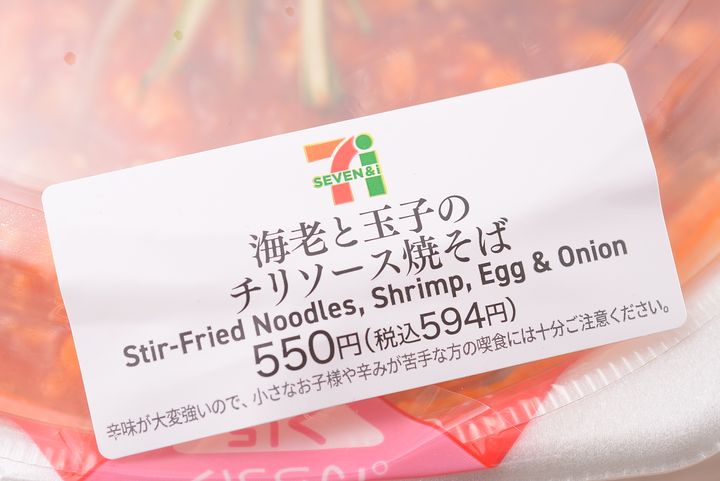 SEVEN&i
海老と玉子の
チリソース焼そば
Stir-Fried Noodles, Shrimp, Egg & Onion
550円(税込594円)
辛味が大変強いので、小さなお子様や辛みが苦手な方の喫食には十分ご注意ください。